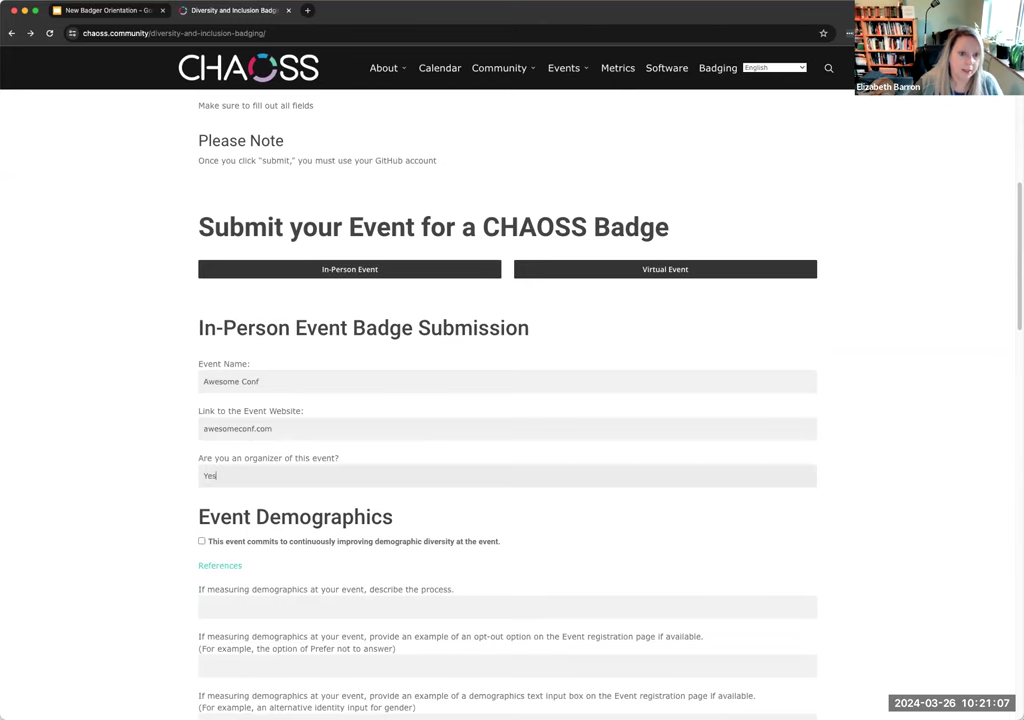 New Badger Orientation – Go
Diversity and Inclusion Badg
chaoss.community/diversity-and-inclusion-badging/
CHAOSS
About
Calendar
Community
Events
Metrics
Software
Badging
English
Elizabeth Barron
Make sure to fill out all fields
Please Note
Once you click "submit," you must use your GitHub account
Submit your Event for a CHAOSS Badge
In-Person Event
Virtual Event
In-Person Event Badge Submission
Event Name:
Awesome Conf
Link to the Event Website:
awesomeconf.com
Are you an organizer of this event?
Yes
Event Demographics
This event commits to continuously improving demographic diversity at the event.
References
If measuring demographics at your event, describe the process.
If measuring demographics at your event, provide an example of an opt-out option on the Event registration page if available.
(For example, the option of Prefer not to answer)
If measuring demographics at your event, provide an example of a demographics text input box on the Event registration page if available.
(For example, an alternative identity input for gender)
2024-03-26 10:21:07